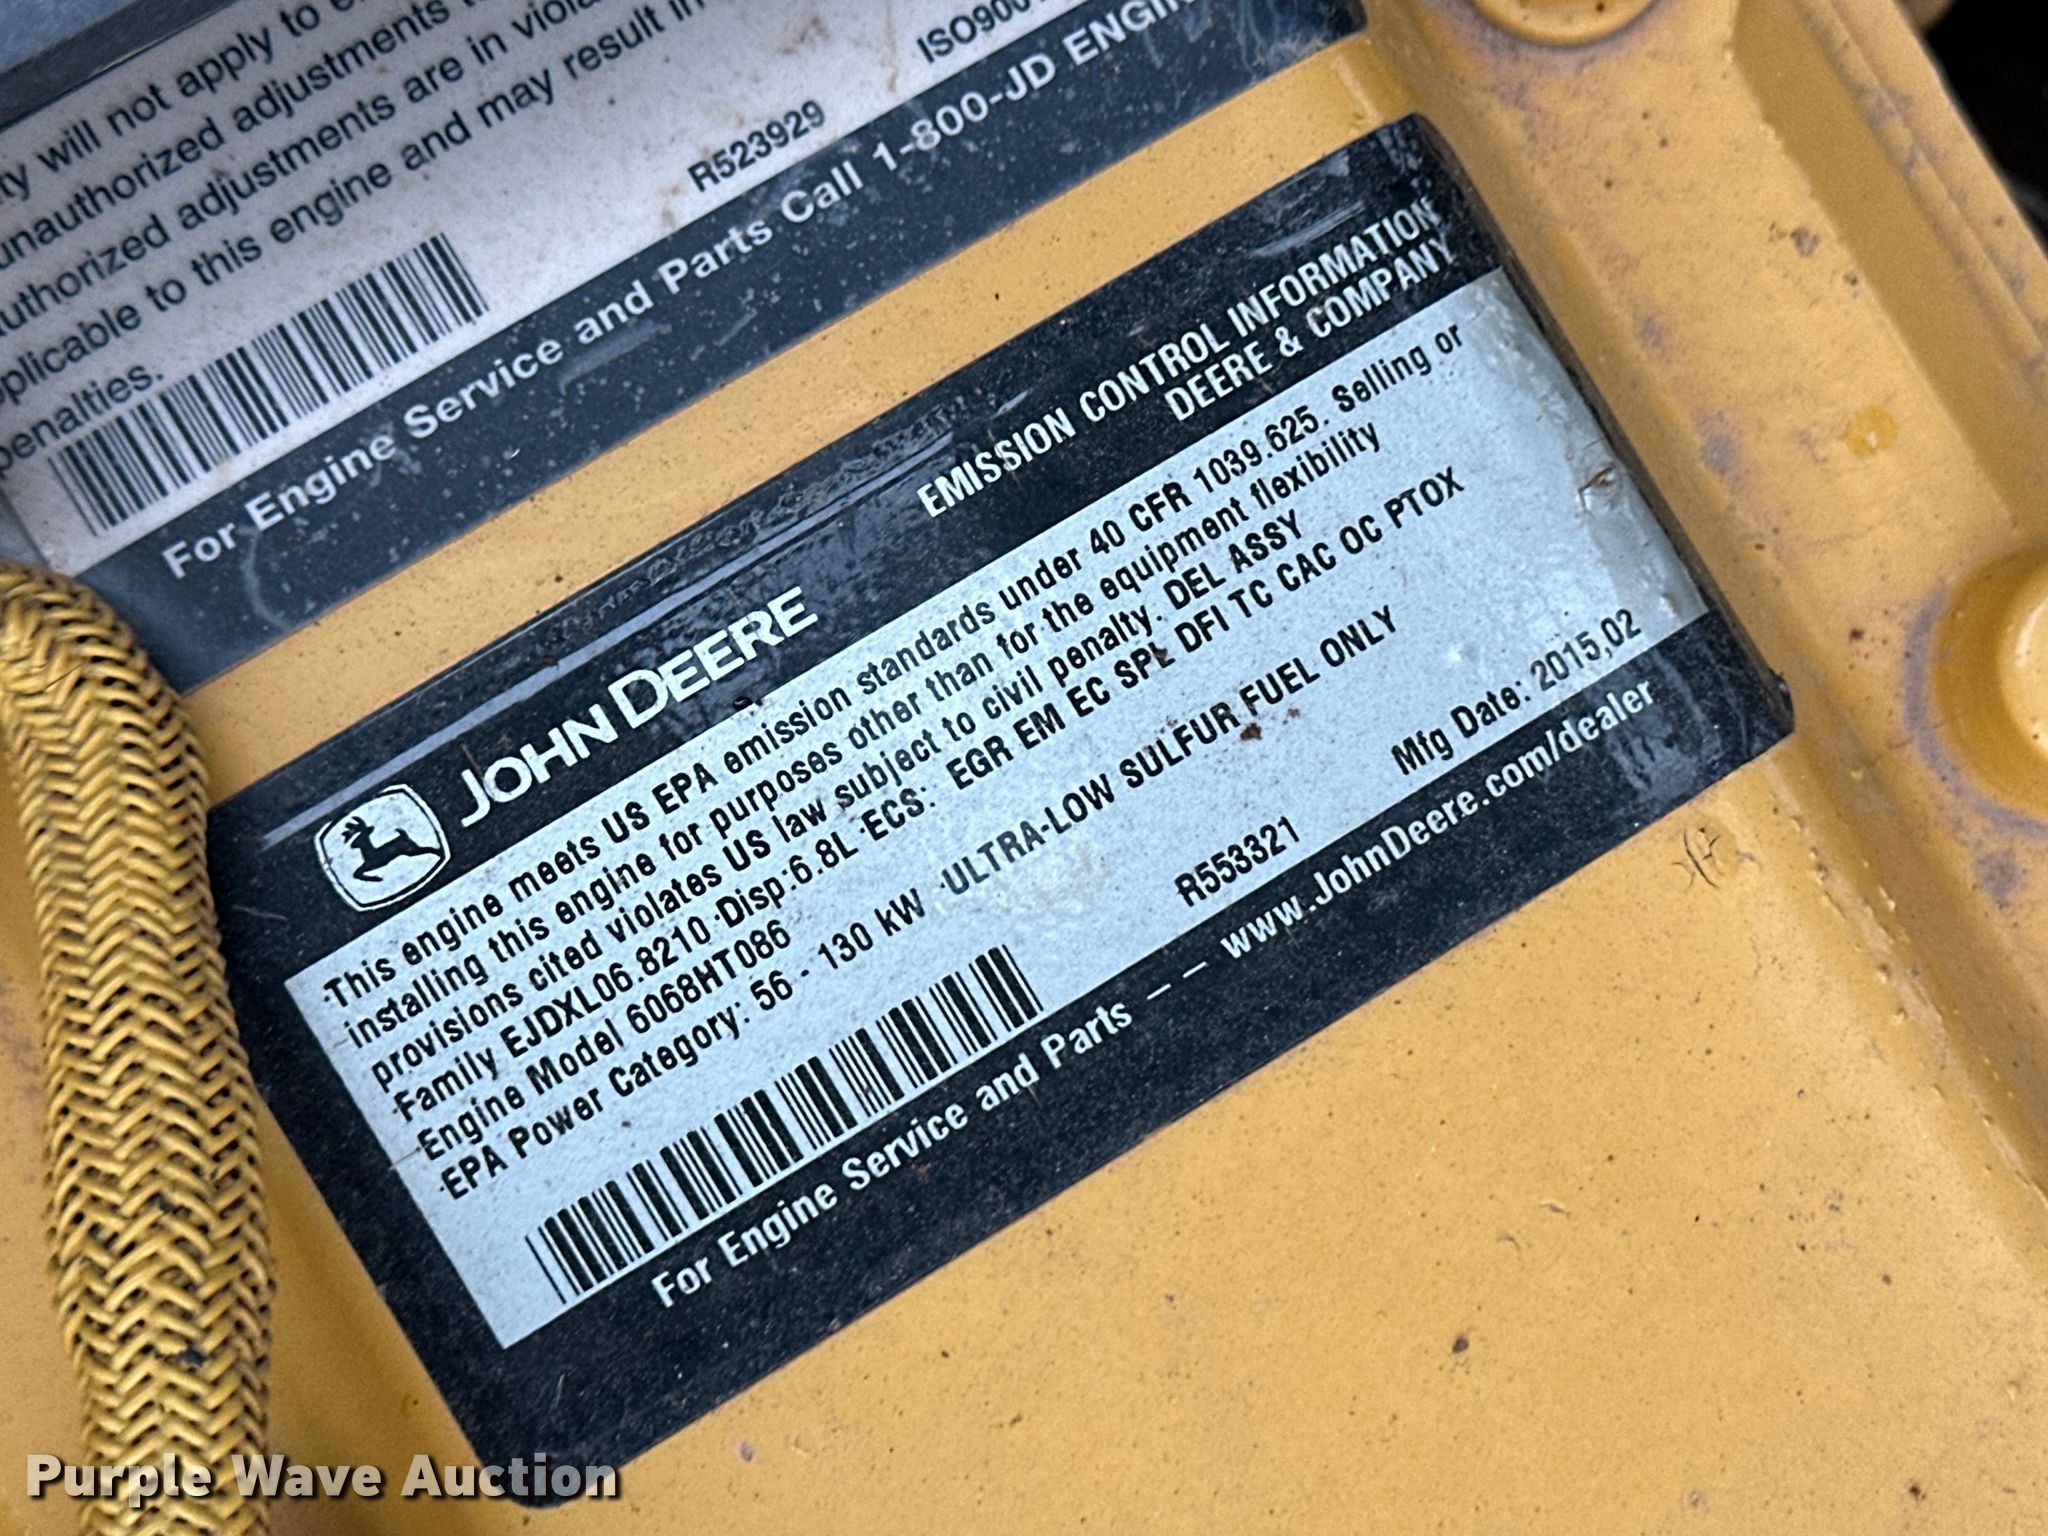 ty will not apply to
unauthorized adjustments
authorized adjustments are in
applicable to this engine and may result in
penalties.
R523929
ISO9001
For Engine Service and Parts Call 1-800-JD ENGINE
JOHN DEERE
EMISSION CONTROL INFORMATION
DEERE & COMPANY
This engine meets US EPA emission standards under 40 CFR 1039.625. Selling or
installing this engine for purposes other than for the equipment flexibility
provisions cited violates US law subject to civil penalty. DEL ASSY
Family EJDXL06.8210 Disp:6.8L ECS: EGR EM EC SPL DFI TC CAC OC PTOX
Engine Model 6068HT086
EPA Power Category: 56 - 130 kW ULTRA-LOW SULFUR FUEL ONLY
R553321
Mfg Date: 2015,02
For Engine Service and Parts – – www.JohnDeere.com/dealer
Purple Wave Auction